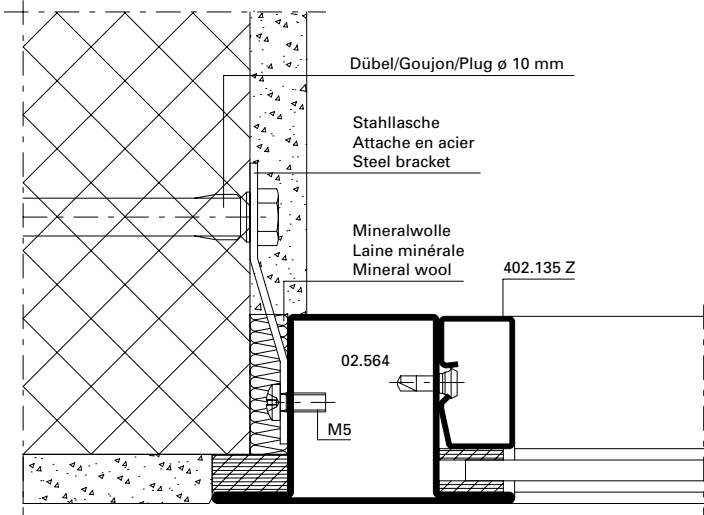 Dübel/Goujon/Plug ø 10 mm
Stahllasche
Attache en acier
Steel bracket
Mineralwolle
Laine minérale
Mineral wool
402.135 Z
02.564
M5